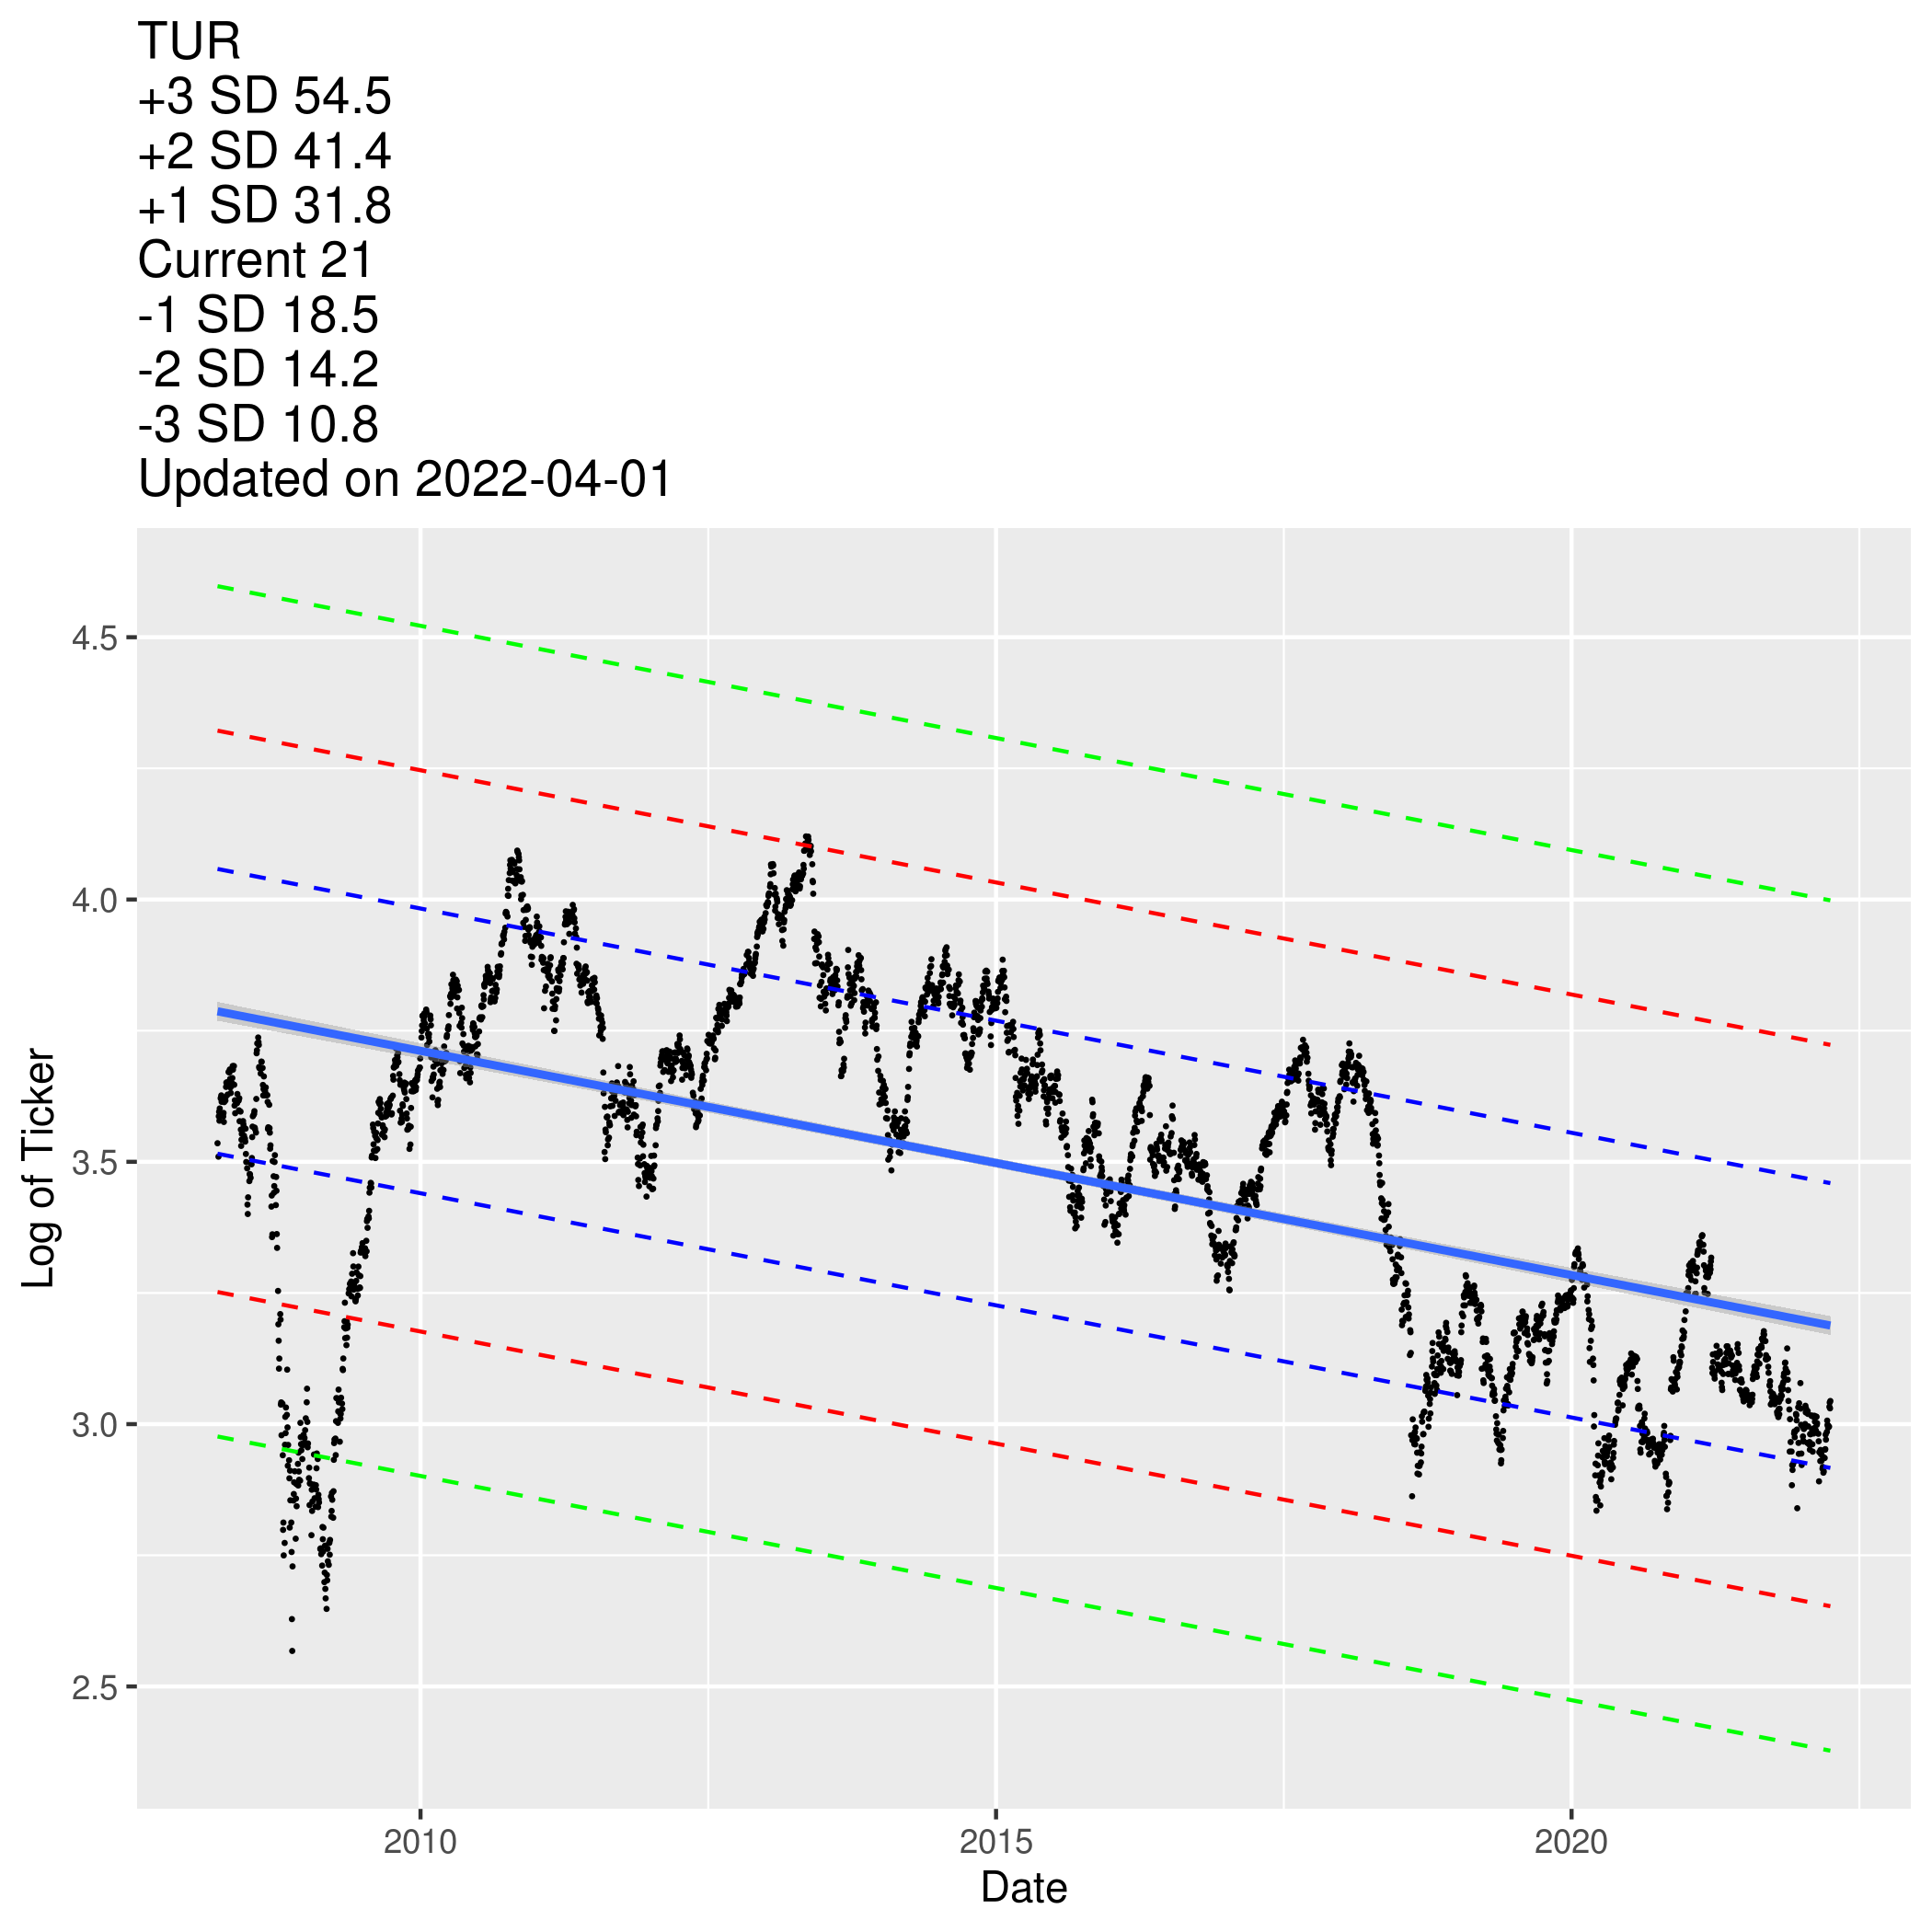 TUR
+3 SD 54.5
+2 SD 41.4
+1 SD 31.8
Current 21
-1 SD 18.5
-2 SD 14.2
-3 SD 10.8
Updated on 2022-04-01
4.5
4.0
3.5
3.0
2.5
Log of Ticker
2010
2015
2020
Date